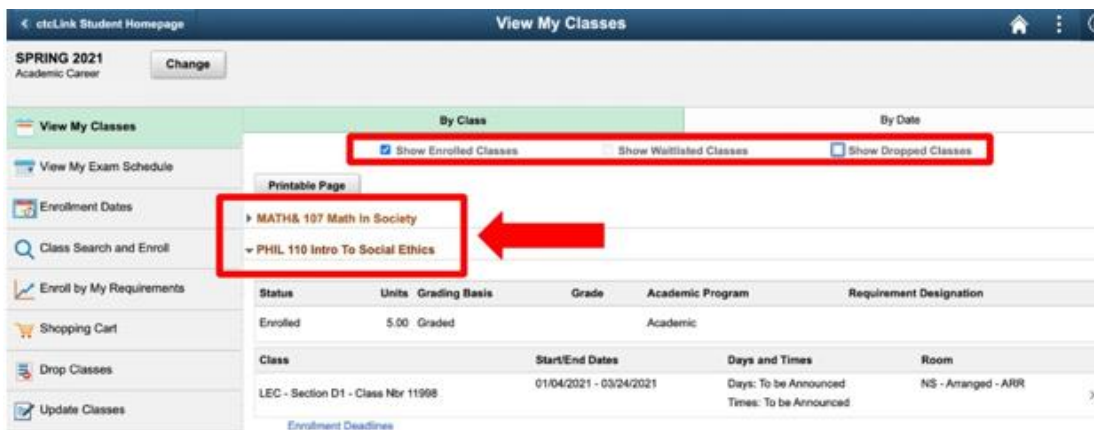 ctcLink Student Homepage
View My Classes
SPRING 2021
Academic Career
Change
View My Classes
View My Exam Schedule
Enrollment Dates
Class Search and Enroll
Enroll by My Requirements
Shopping Cart
Drop Classes
Update Classes
By Class
By Date
Show Enrolled Classes
Show Waitlisted Classes
Show Dropped Classes
Printable Page
MATH& 107 Math In Society
PHIL 110 Intro To Social Ethics
Status Units Grading Basis Grade Academic Program Requirement Designation
Enrolled 5.00 Graded Academic
Class Start/End Dates Days and Times Room
LEC - Section D1 - Class Nbr 11998 01/04/2021 - 03/24/2021 Days: To be Announced NS - Arranged - ARR
Times: To be Announced
Enrollment Deadlines